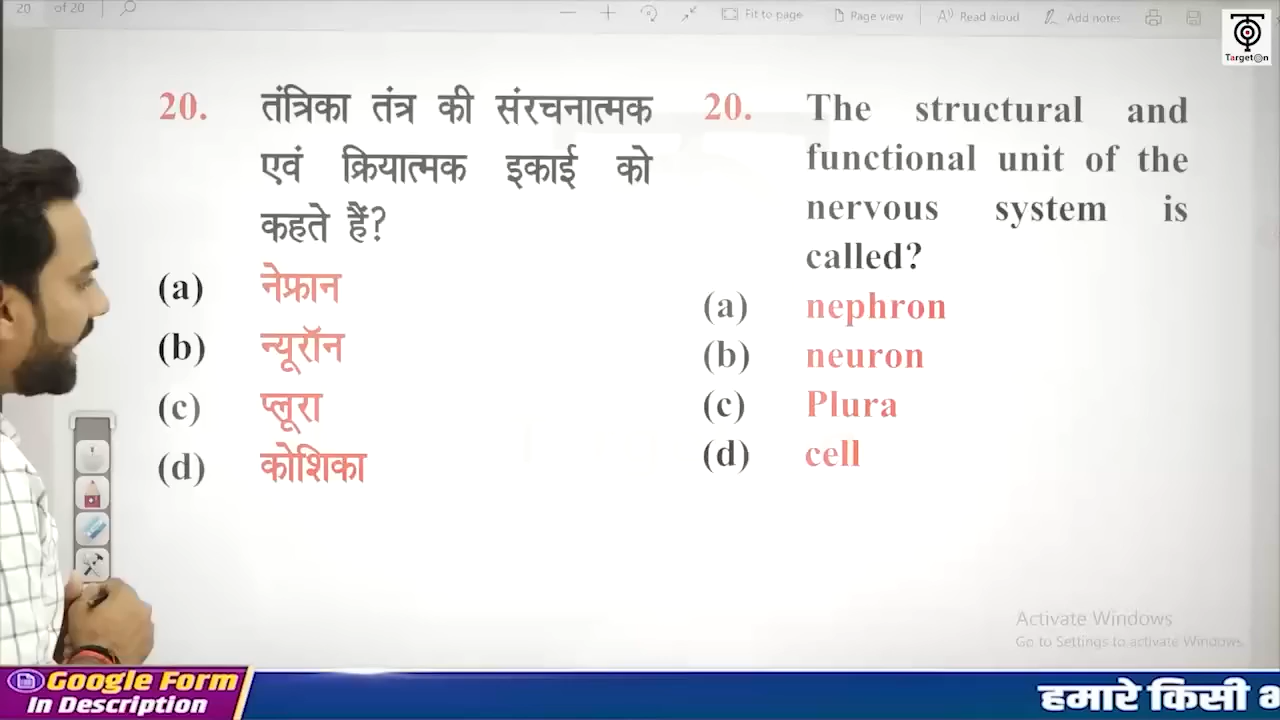 20 of 20
Fit to page
Page view
Read aloud
Add notes
TargetOn
20. तंत्रिका तंत्र की संरचनात्मक
एवं क्रियात्मक इकाई को
कहते हैं?
(a) नेफ्रान
(b) न्यूरॉन
(c) प्लूरा
(d) कोशिका
20. The structural and
functional unit of the
nervous system is
called?
(a) nephron
(b) neuron
(c) Plura
(d) cell
Activate Windows
Go to Settings to activate Windows.
Google Form
In Description
हमारे किसी